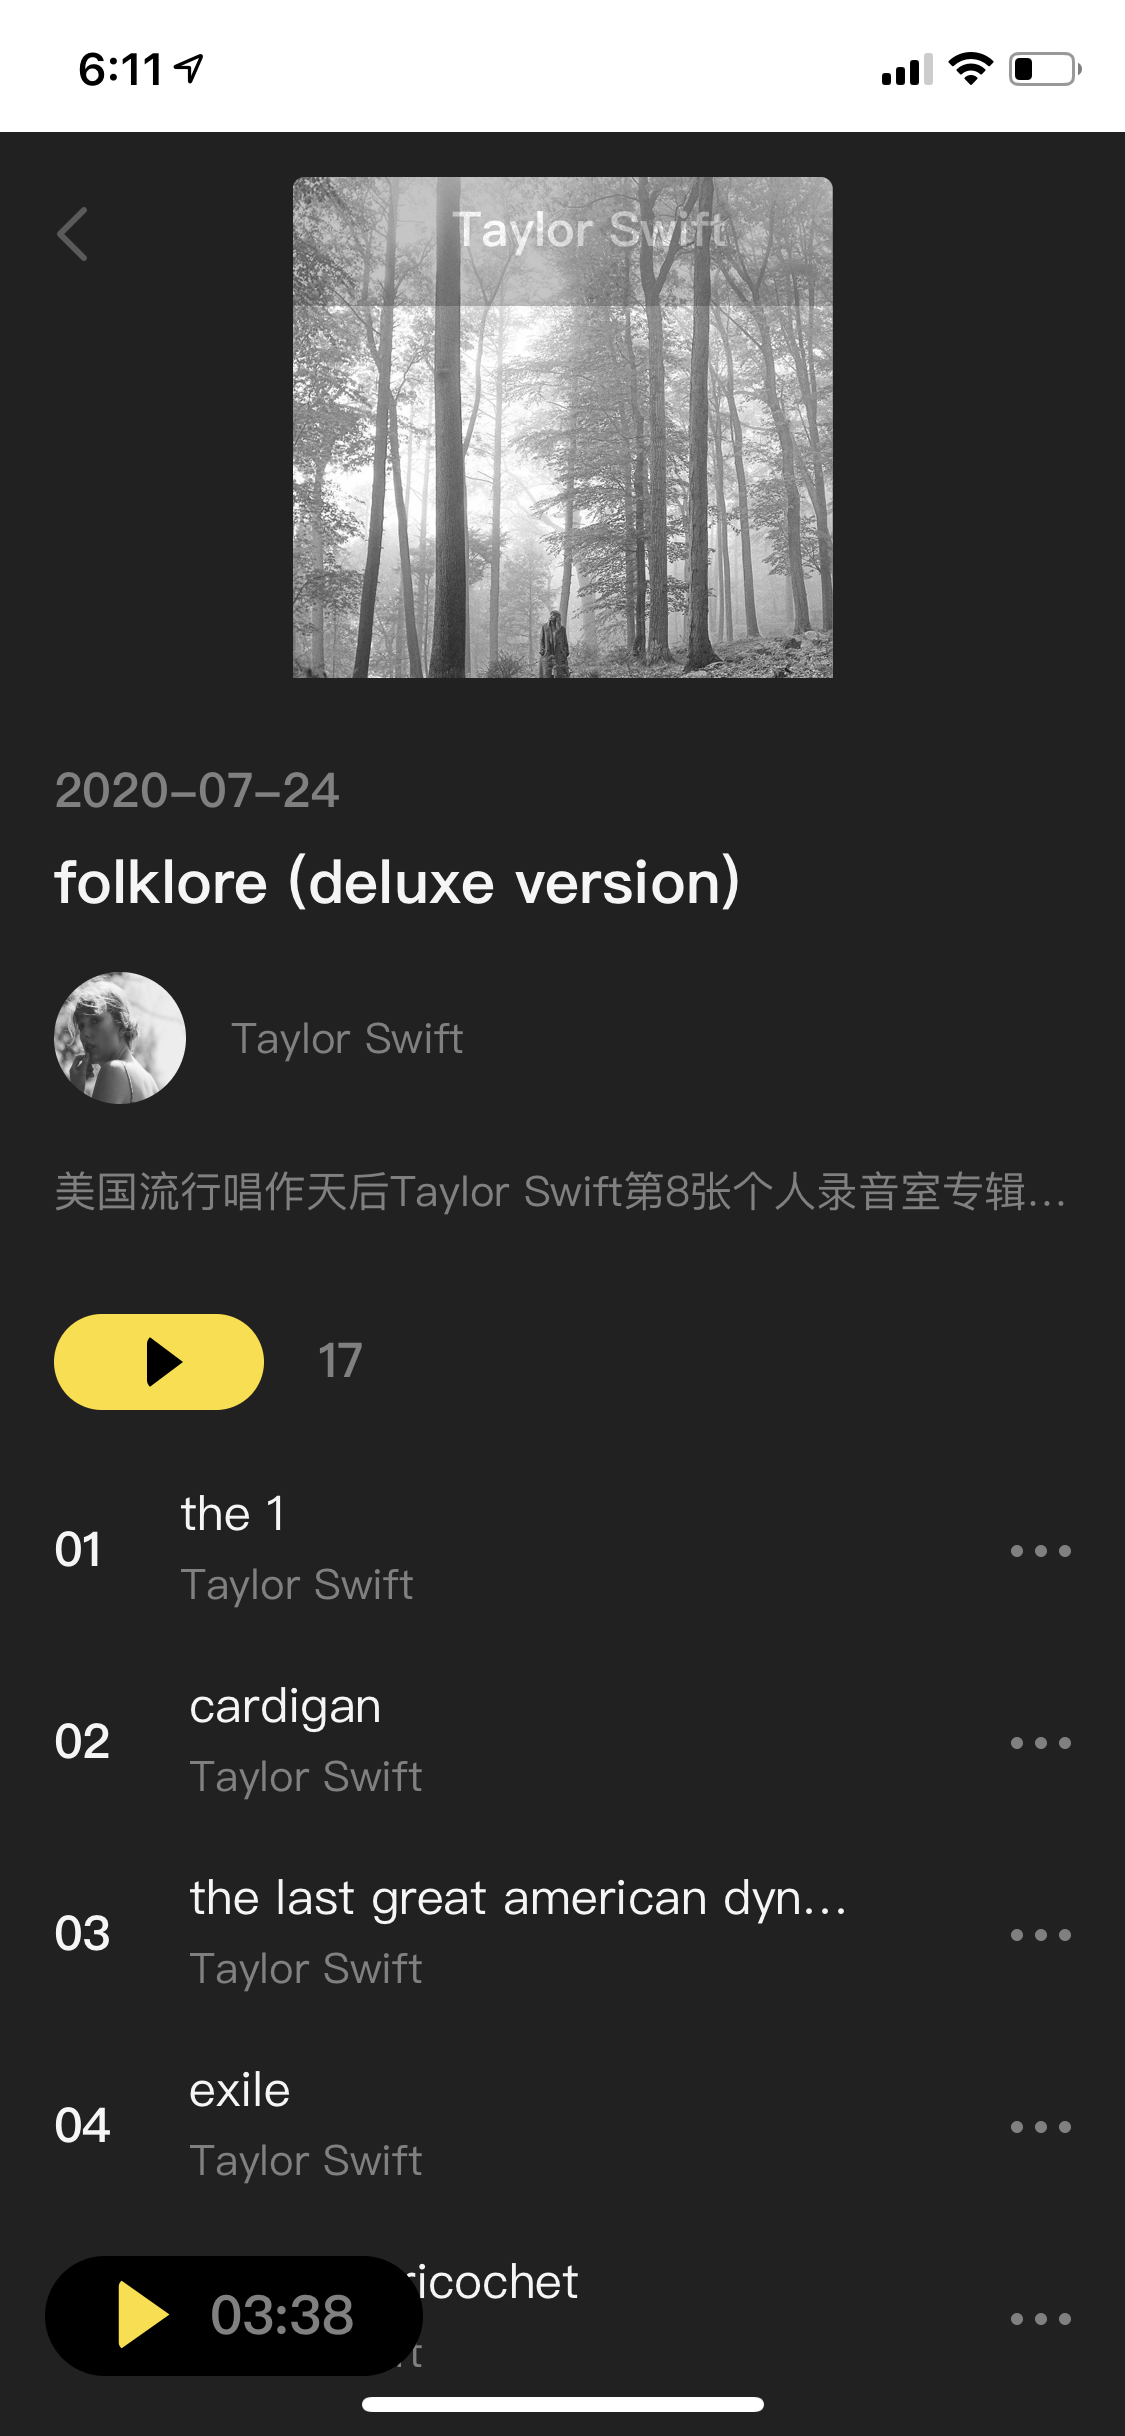 6:11
Taylor Swift
2020-07-24
folklore (deluxe version)
Taylor Swift
美国流行唱作天后Taylor Swift第8张个人录音室专辑...
17
01
the 1
Taylor Swift
02
cardigan
Taylor Swift
03
the last great american dyn...
Taylor Swift
04
exile
Taylor Swift
ricochet
03:38